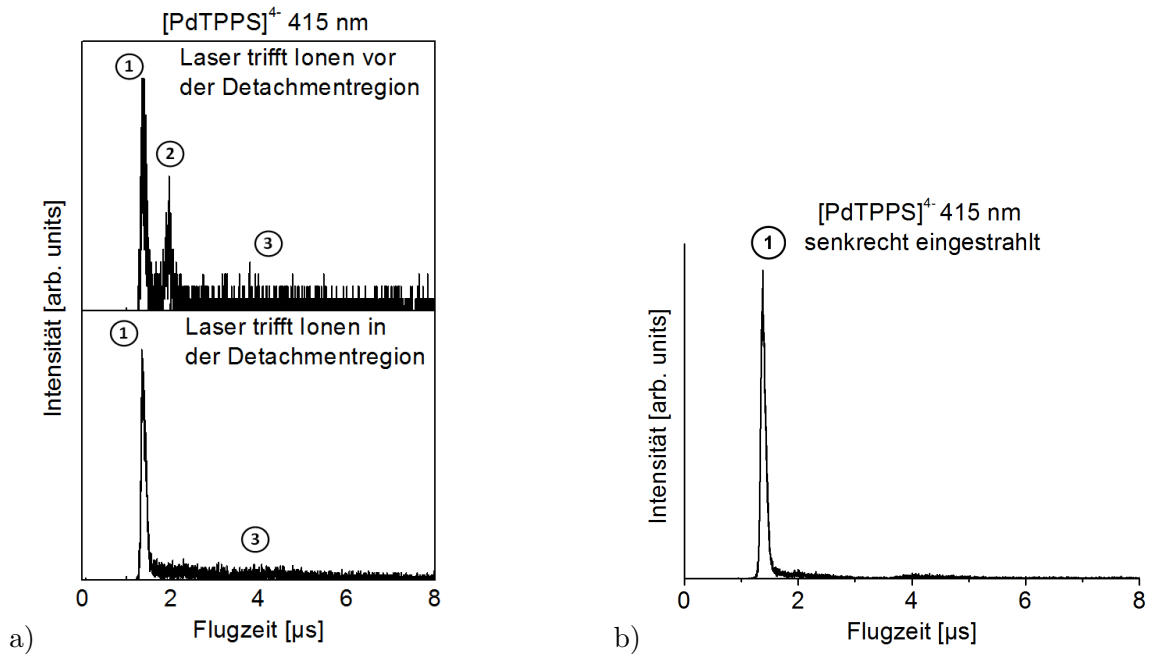 [PdTPPS]4- 415 nm
1
Laser trifft Ionen vor
der Detachmentregion
2
3
1
Laser trifft Ionen in
der Detachmentregion
3
Intensität [arb. units]
0 2 4 6 8
Flugzeit [µs]
a)
[PdTPPS]4- 415 nm
senkrecht eingestrahlt
1
Intensität [arb. units]
0 2 4 6 8
Flugzeit [µs]
b)